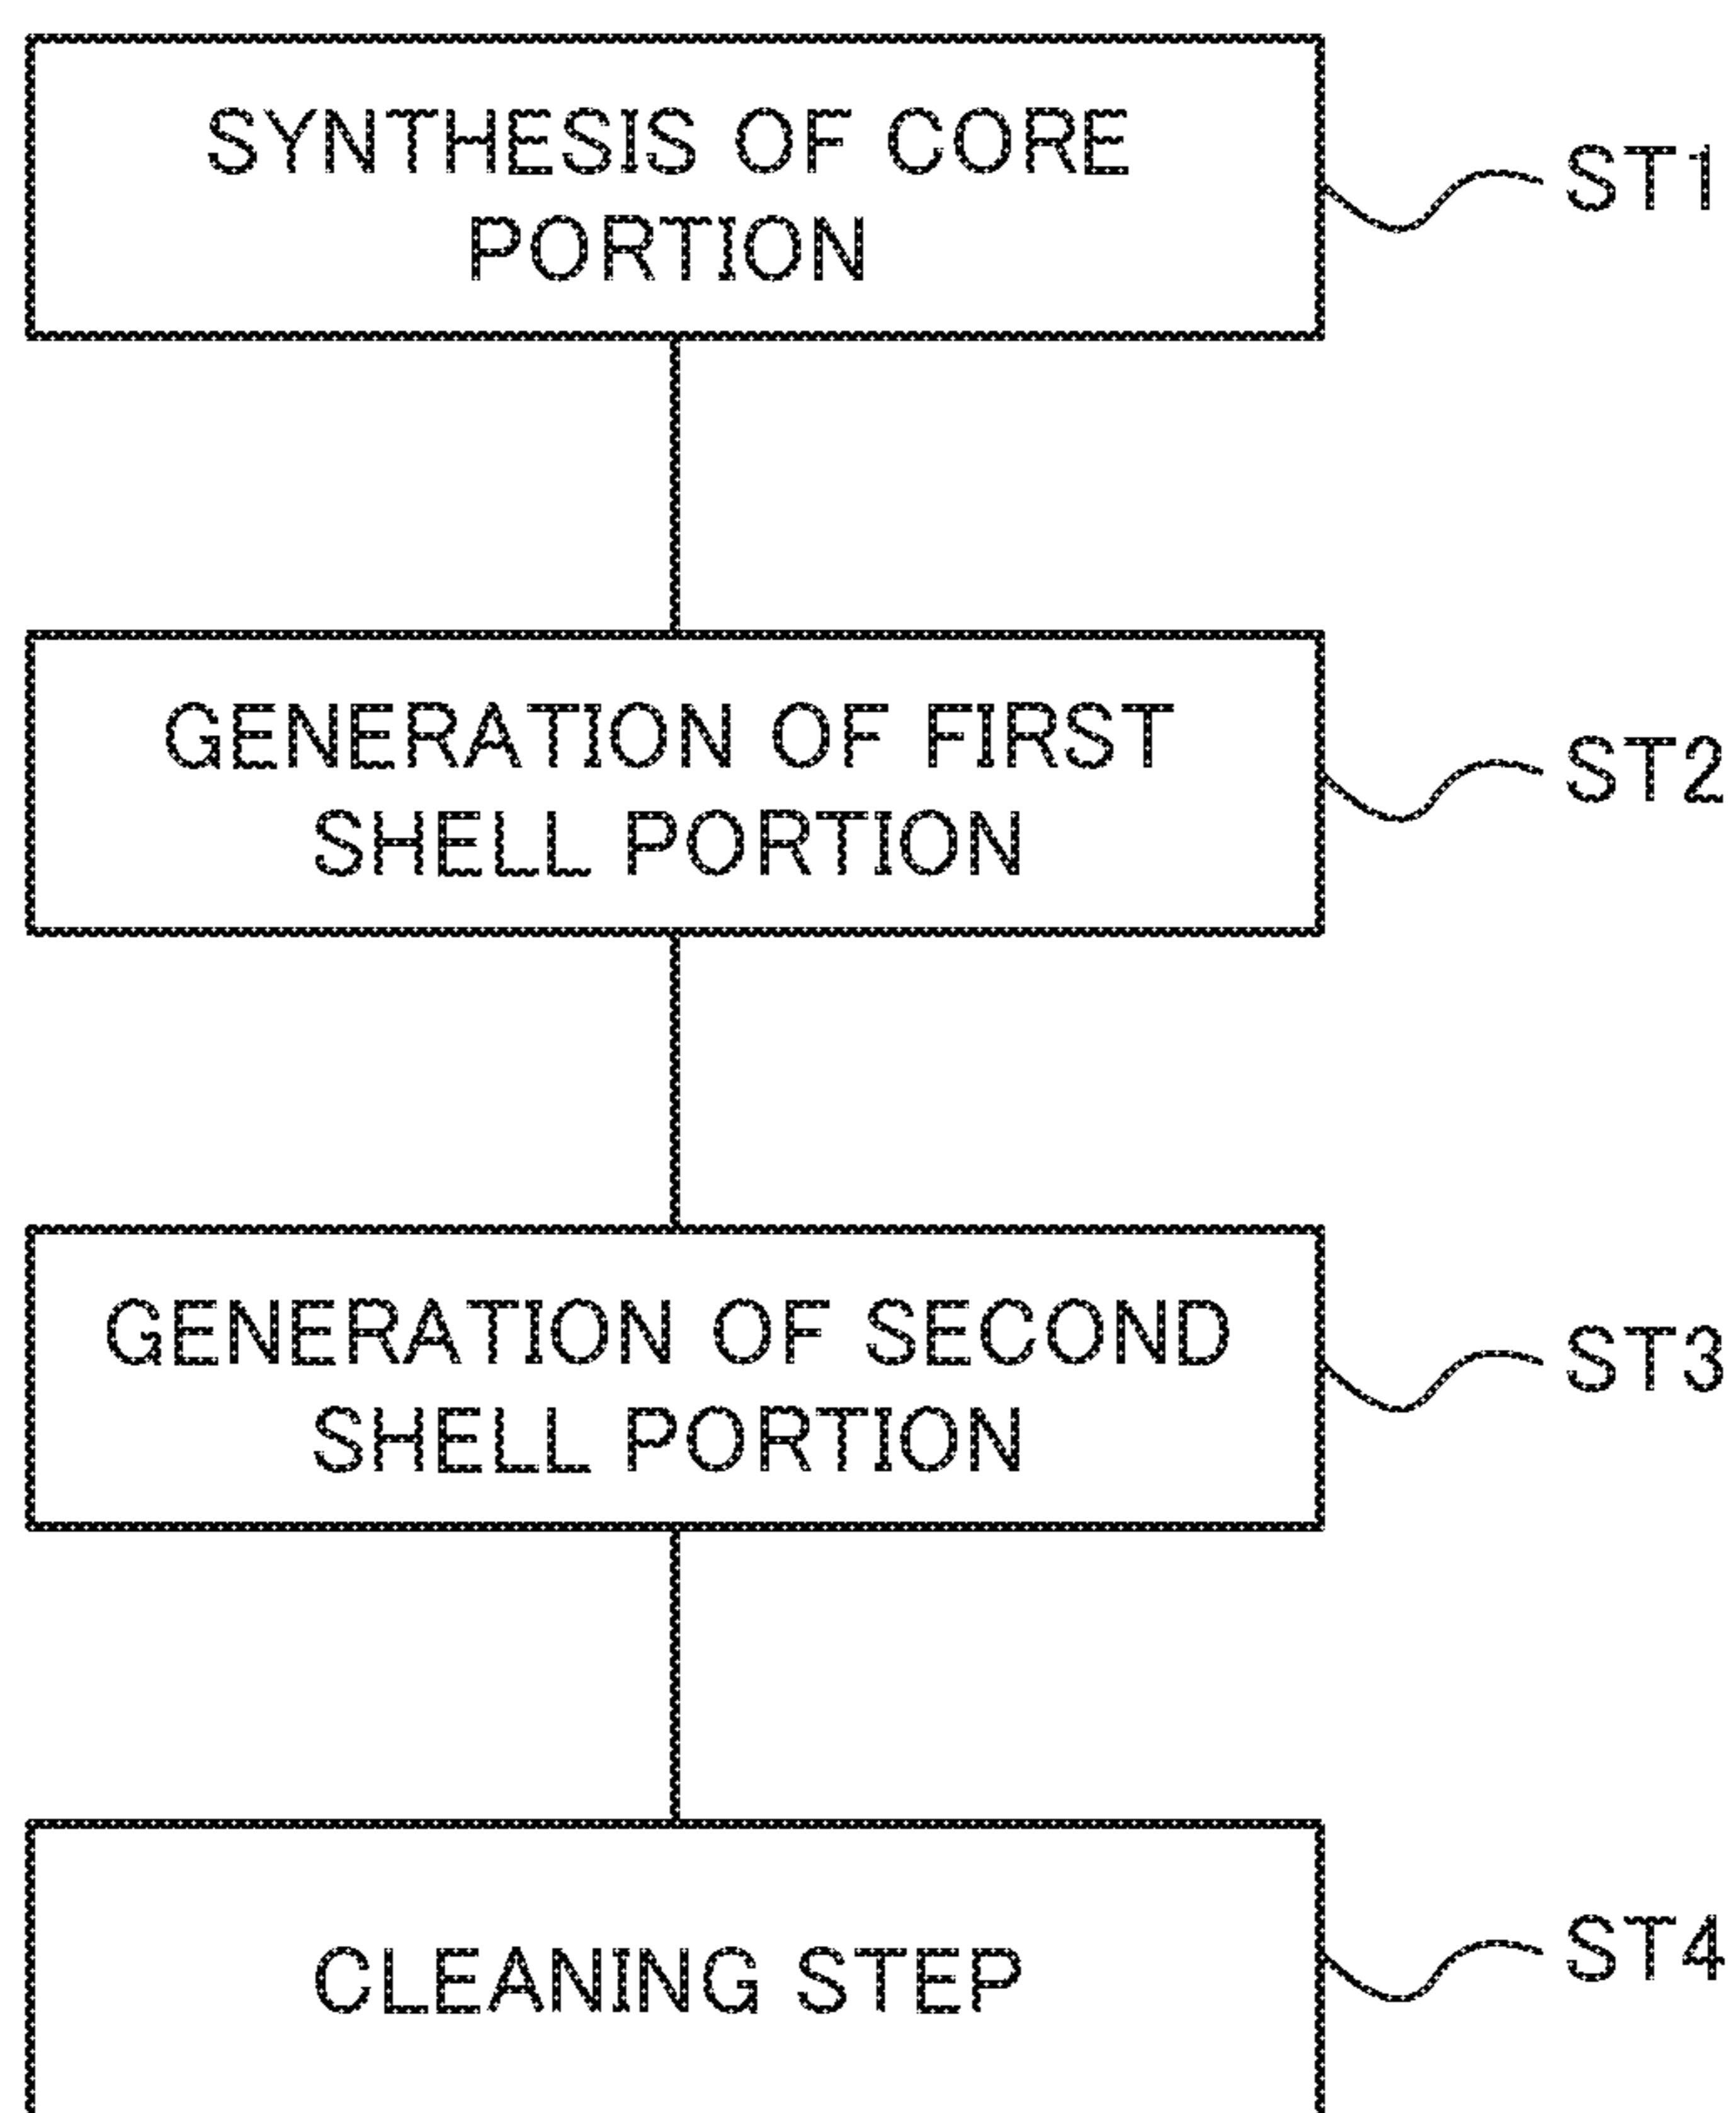 SYNTHESIS OF CORE
PORTION
ST1
GENERATION OF FIRST
SHELL PORTION
ST2
GENERATION OF SECOND
SHELL PORTION
ST3
CLEANING STEP
ST4